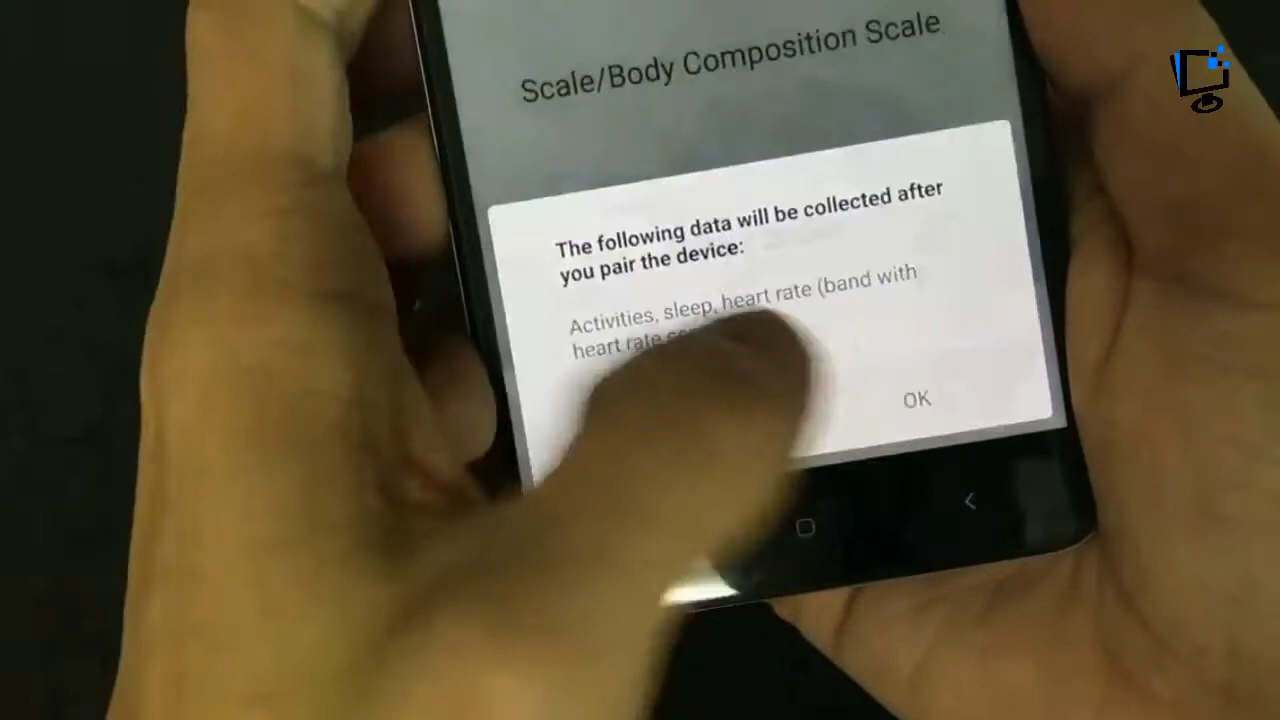 Scale/Body Composition Scale
The following data will be collected after
you pair the device:
Activities, sleep, heart rate (band with
heart rate
OK